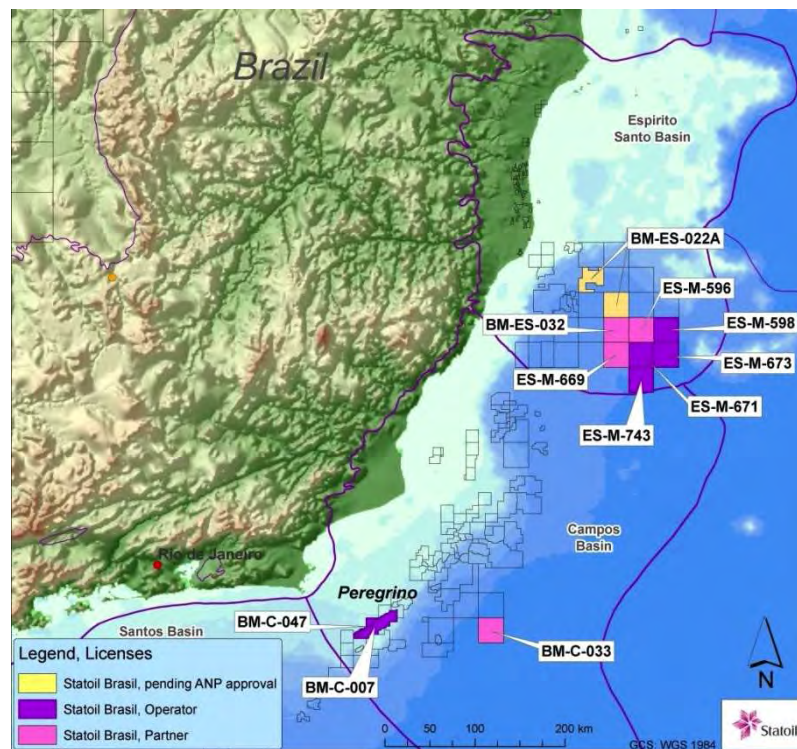 Brazil
Espirito
Santo Basin
BM-ES-022A
ES-M-596
BM-ES-032
ES-M-598
ES-M-669
ES-M-673
ES-M-671
ES-M-743
Campos
Basin
Rio de Janeiro
Peregrino
BM-C-047
Santos Basin
BM-C-033
BM-C-007
Legend, Licenses
Statoil Brasil, pending ANP approval
Statoil Brasil, Operator
Statoil Brasil, Partner
0 50 100 200 km
N
GCS: WGS 1984
Statoil